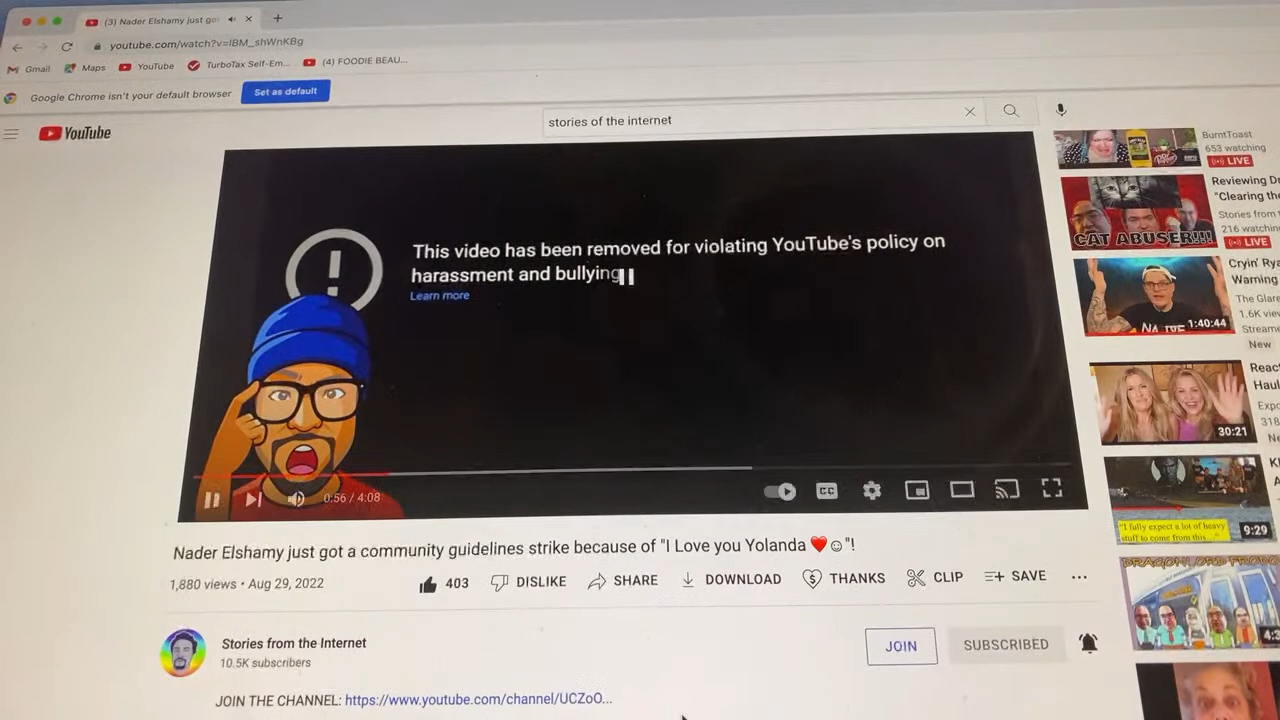 (3) Nader Elshamy just go
youtube.com/watch?v=IBM_shWnKBg
Gmail Maps YouTube TurboTax Self-Em... (4) FOODIE BEAU...
Google Chrome isn't your default browser Set as default
YouTube
stories of the internet
This video has been removed for violating YouTube's policy on
harassment and bullying
Learn more
0:56 / 4:08
CC
Nader Elshamy just got a community guidelines strike because of "I Love you Yolanda ❤️☺"!
1,880 views • Aug 29, 2022
403 DISLIKE SHARE DOWNLOAD THANKS CLIP SAVE
Stories from the Internet
10.5K subscribers
JOIN SUBSCRIBED
JOIN THE CHANNEL: https://www.youtube.com/channel/UCZoO...
BurntToast
653 watching
LIVE
CAT ABUSER!!!
Reviewing Dr
"Clearing the
Stories from
216 watchin
LIVE
1:40:44
Cryin' Rya
Warning
The Glare
1.6K view
Streame
New
30:21
Reac
Haul
Expo
318
Ne
"I fully expect a lot of heavy
stuff to come from this..."
9:29